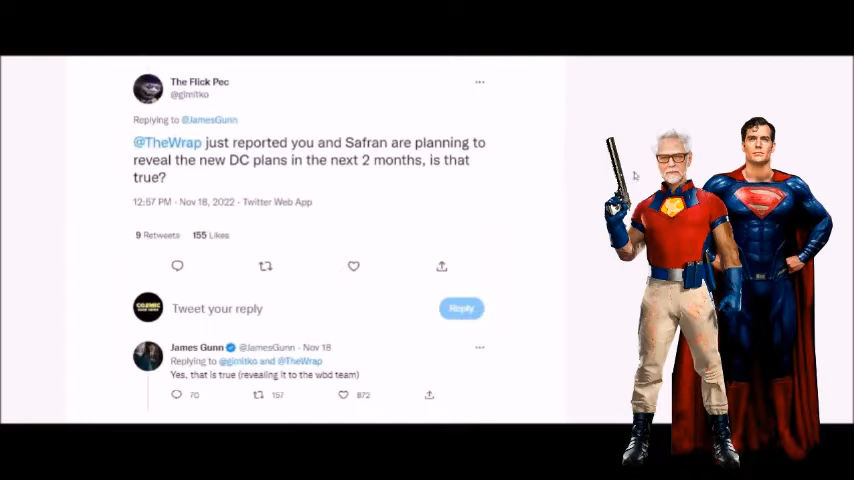 The Flick Pec
@gimitko
Replying to @JamesGunn
@TheWrap just reported you and Safran are planning to
reveal the new DC plans in the next 2 months, is that
true?
12:57 PM · Nov 18, 2022 · Twitter Web App
9 Retweets 155 Likes
COSMIC
Tweet your reply
Reply
James Gunn @JamesGunn · Nov 18
Replying to @gimitko and @TheWrap
Yes, that is true (revealing it to the wbd team)
70 157 872